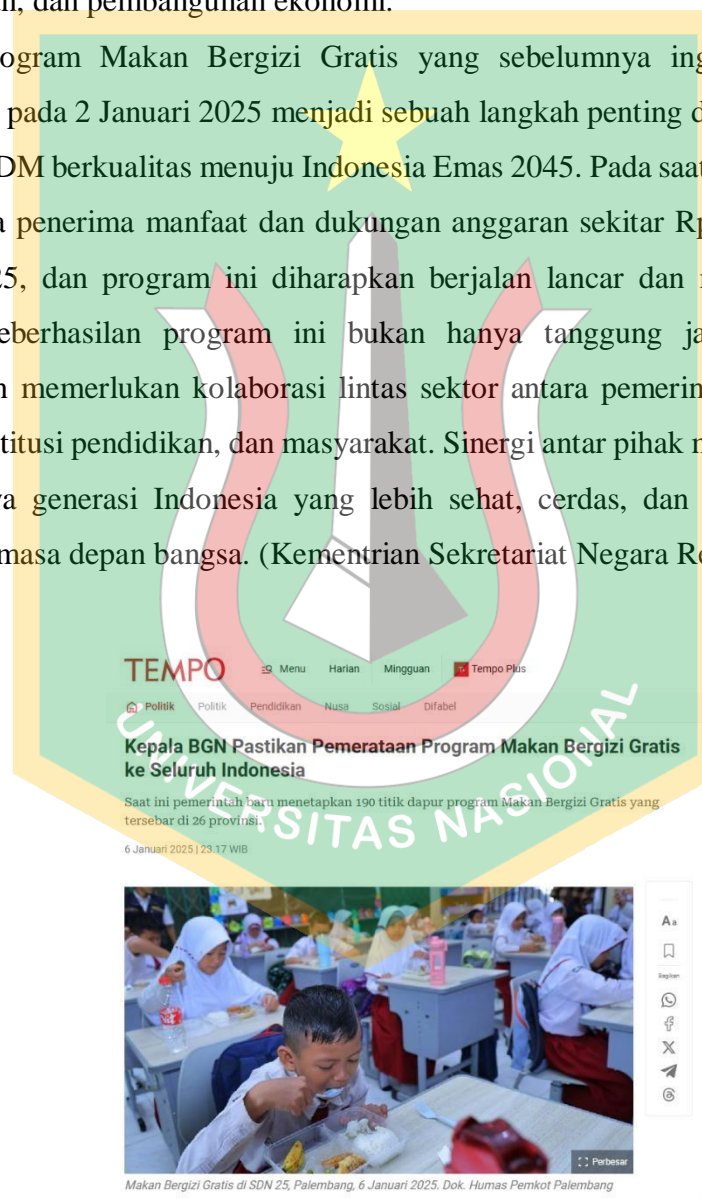 dan pembangunan ekonomi.
ogram Makan Bergizi Gratis yang sebelumnya
pada 2 Januari 2025 menjadi sebuah langkah penting
DM berkualitas menuju Indonesia Emas 2045. Pada saat
penerima manfaat dan dukungan anggaran sekitar Rp
25, dan program ini diharapkan berjalan lancar dan
eberhasilan program ini bukan hanya tanggung
memerlukan kolaborasi lintas sektor antara
titusi pendidikan, dan masyarakat. Sinergi antar pihak
generasi Indonesia yang lebih sehat, cerdas, dan
masa depan bangsa. (Kementrian Sekretariat Negara
TEMPO Menu Harian Mingguan Tempo Plus
Politik Politik Pendidikan Nusa Sosial Difabel
Kepala BGN Pastikan Pemerataan Program Makan Bergizi Gratis
ke Seluruh Indonesia
Saat ini pemerintah baru menetapkan 190 titik dapur program Makan Bergizi Gratis yang
tersebar di 26 provinsi.
6 Januari 2025 | 23.17 WIB
UNIVERSITAS NASIONAL
Aa
Bagikan
Perbesar
Makan Bergizi Gratis di SDN 25, Palembang, 6 Januari 2025. Dok. Humas Pemkot Palembang